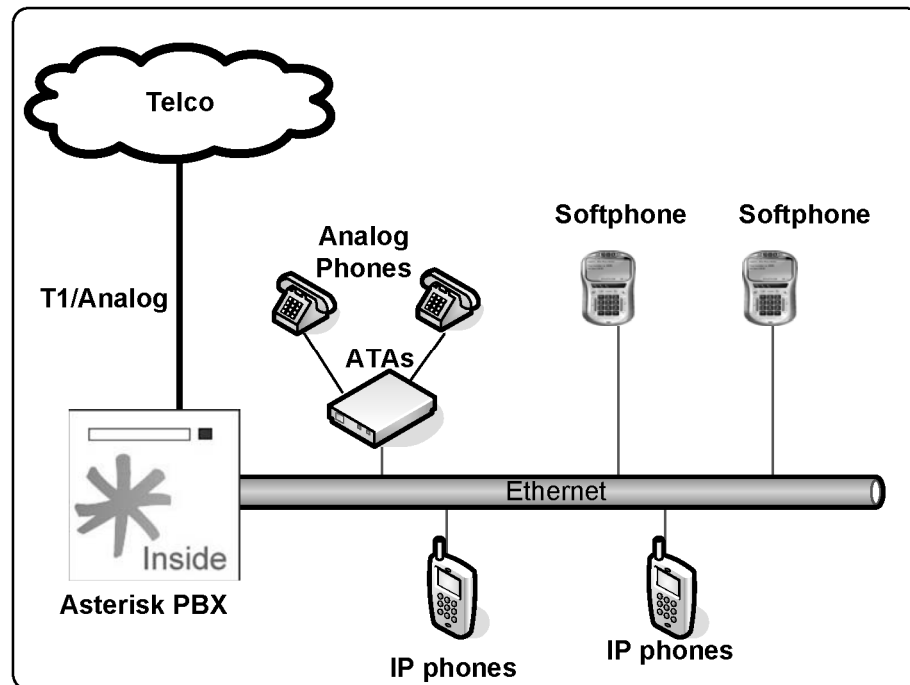 Telco
Softphone
Softphone
Analog
Phones
T1/Analog
ATAs
Ethernet
Inside
Asterisk PBX
IP phones
IP phones